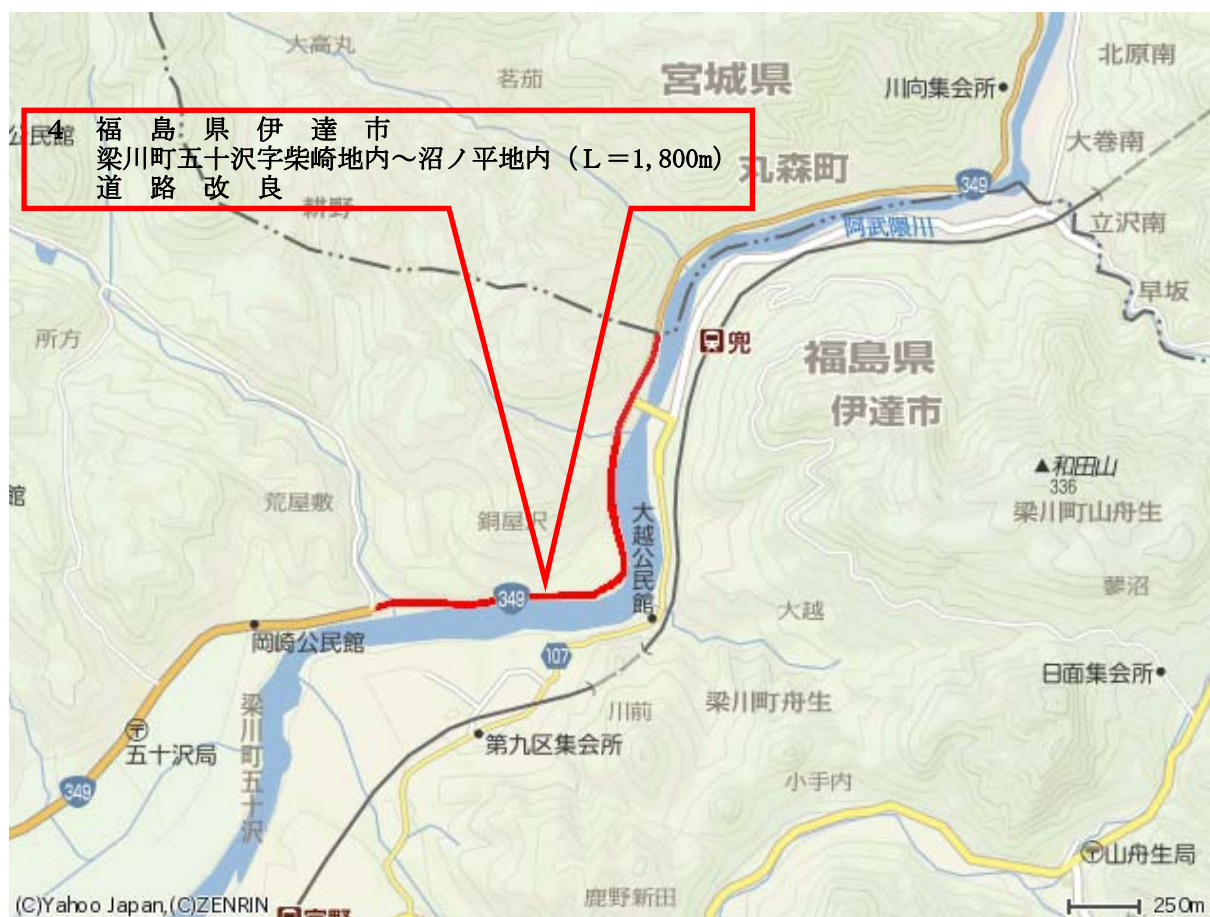 大高丸
茗茄
宮城県
川向集会所
北原南
公民館
4 福島県伊達市
梁川町五十沢字柴崎地内～沼ノ平地内（L＝1,800m）
道路改良
耕野
丸森町
大巻南
349
阿武隈川
立沢南
早坂
所方
兜
福島県
伊達市
和田山
336
梁川町山舟生
館
荒屋敷
銅屋沢
大越公民館
349
蓼沼
大越
岡崎公民館
107
日面集会所
梁川町舟生
川前
梁川町五十沢
五十沢局
第九区集会所
349
小手内
山舟生局
鹿野新田
(C)Yahoo Japan,(C)ZENRIN
富野
250m